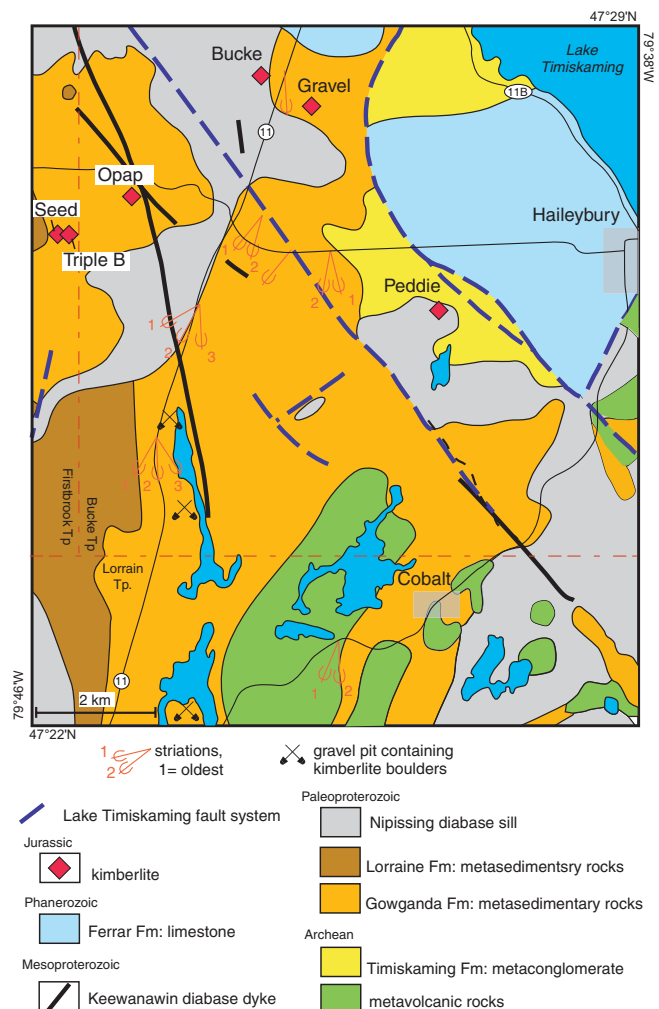 47°29'N
79°38'W
Lake
Timiskaming
Bucke
Gravel
11B
11
Opap
Seed
Triple B
Haileybury
Peddie
1
2
2
1
1
2
3
1
2
3
Firstbrook Tp
Bucke Tp
Lorrain
Tp.
Cobalt
1
2
11
79°46'W
2 km
47°22'N
1
2
striations,
1= oldest
gravel pit containing
kimberlite boulders
Lake Timiskaming fault system
Jurassic
kimberlite
Phanerozoic
Ferrar Fm: limestone
Mesoproterozoic
Keewanawin diabase dyke
Paleoproterozoic
Nipissing diabase sill
Lorraine Fm: metasedimentsry rocks
Gowganda Fm: metasedimentary rocks
Archean
Timiskaming Fm: metaconglomerate
metavolcanic rocks